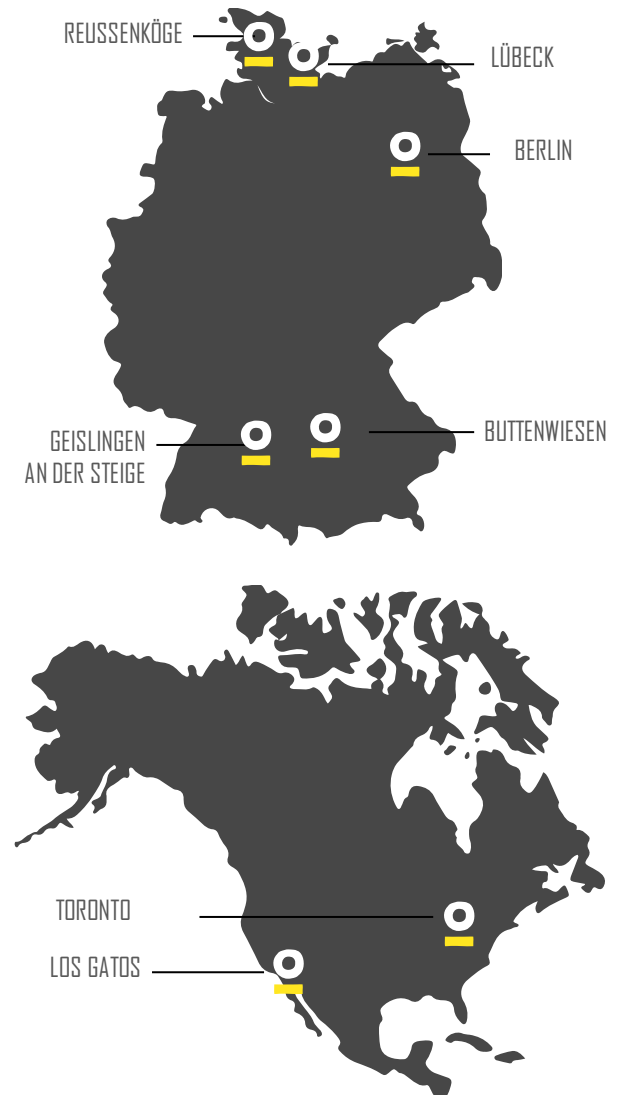 REUSSENKÖGE
LÜBECK
BERLIN
BUTTENWIESEN
GEISLINGEN
AN DER STEIGE
TORONTO
LOS GATOS